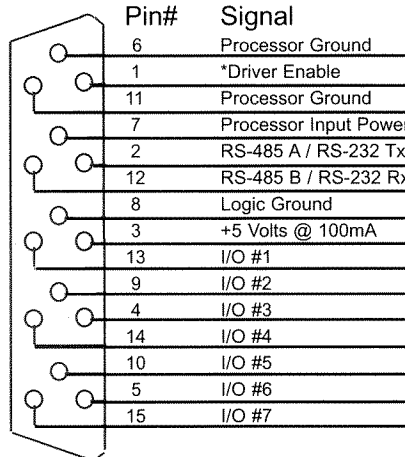 Pin# Signal
6 Processor Ground
1 *Driver Enable
11 Processor Ground
7 Processor Input Power
2 RS-485 A / RS-232 Tx
12 RS-485 B / RS-232 Rx
8 Logic Ground
3 +5 Volts @ 100mA
13 I/O #1
9 I/O #2
4 I/O #3
14 I/O #4
10 I/O #5
5 I/O #6
15 I/O #7